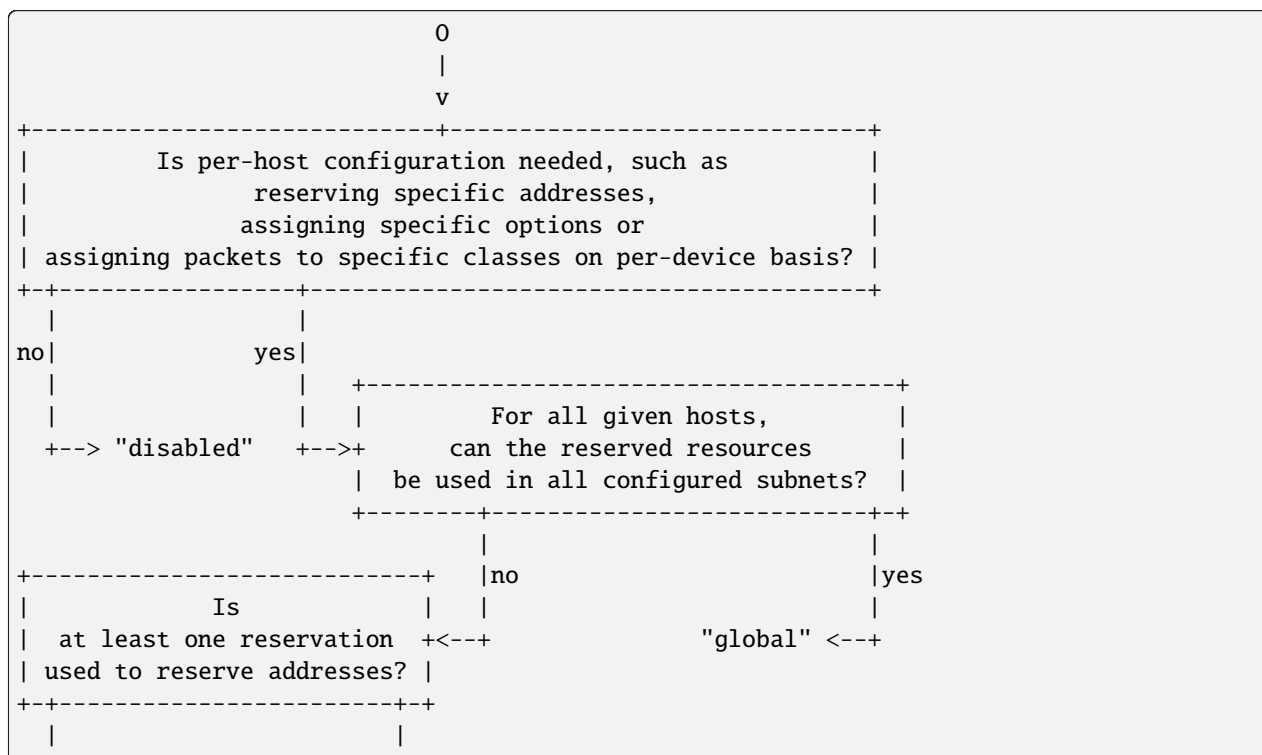 O
                              |
                              v
+-----------------------------+------------------------------+
|         Is per-host configuration needed, such as          |
|                reserving specific addresses,               |
|               assigning specific options or                |
| assigning packets to specific classes on per-device basis? |
+-+-----------------+----------------------------------------+
  |                 |
no|              yes|
  |                 |   +--------------------------------------+
  |                 |   |         For all given hosts,         |
  +--> "disabled"   +-->+      can the reserved resources      |
                        |  be used in all configured subnets?  |
                        +--------+---------------------------+-+
                                 |                           |
+----------------------------+   |no                         |yes
|             Is             |   |                           |
|  at least one reservation  +<--+               "global" <--+
| used to reserve addresses? |
+-+------------------------+-+
  |                        |